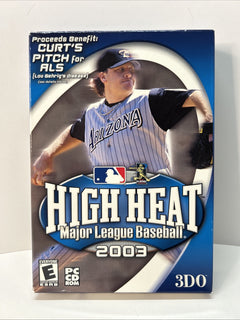 Proceeds Benefit:
CURT'S
PITCH for
ALS
(Lou Gehrig's Disease)
ARIZONA
HIGH HEAT
Major League Baseball
2003
EVERYONE
E
PC
CD
ROM
3DO